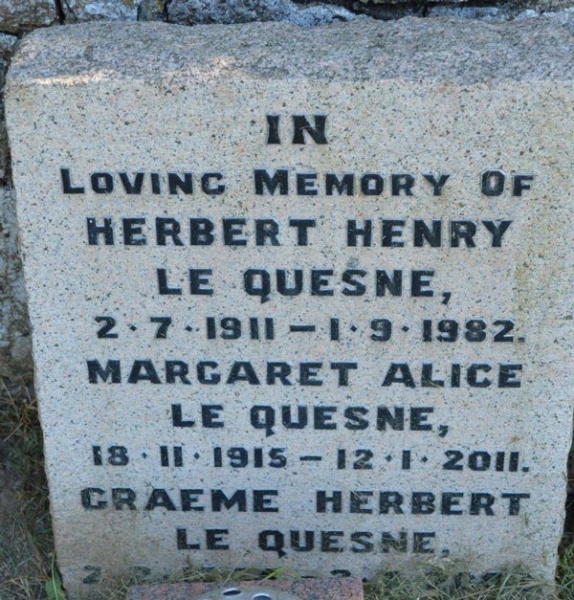 IN
LOVING MEMORY OF
HERBERT HENRY
LE QUESNE,
2·7·1911–1·9·1982.
MARGARET ALICE
LE QUESNE,
18·11·1915–12·1·2011.
GRAEME HERBERT
LE QUESNE,